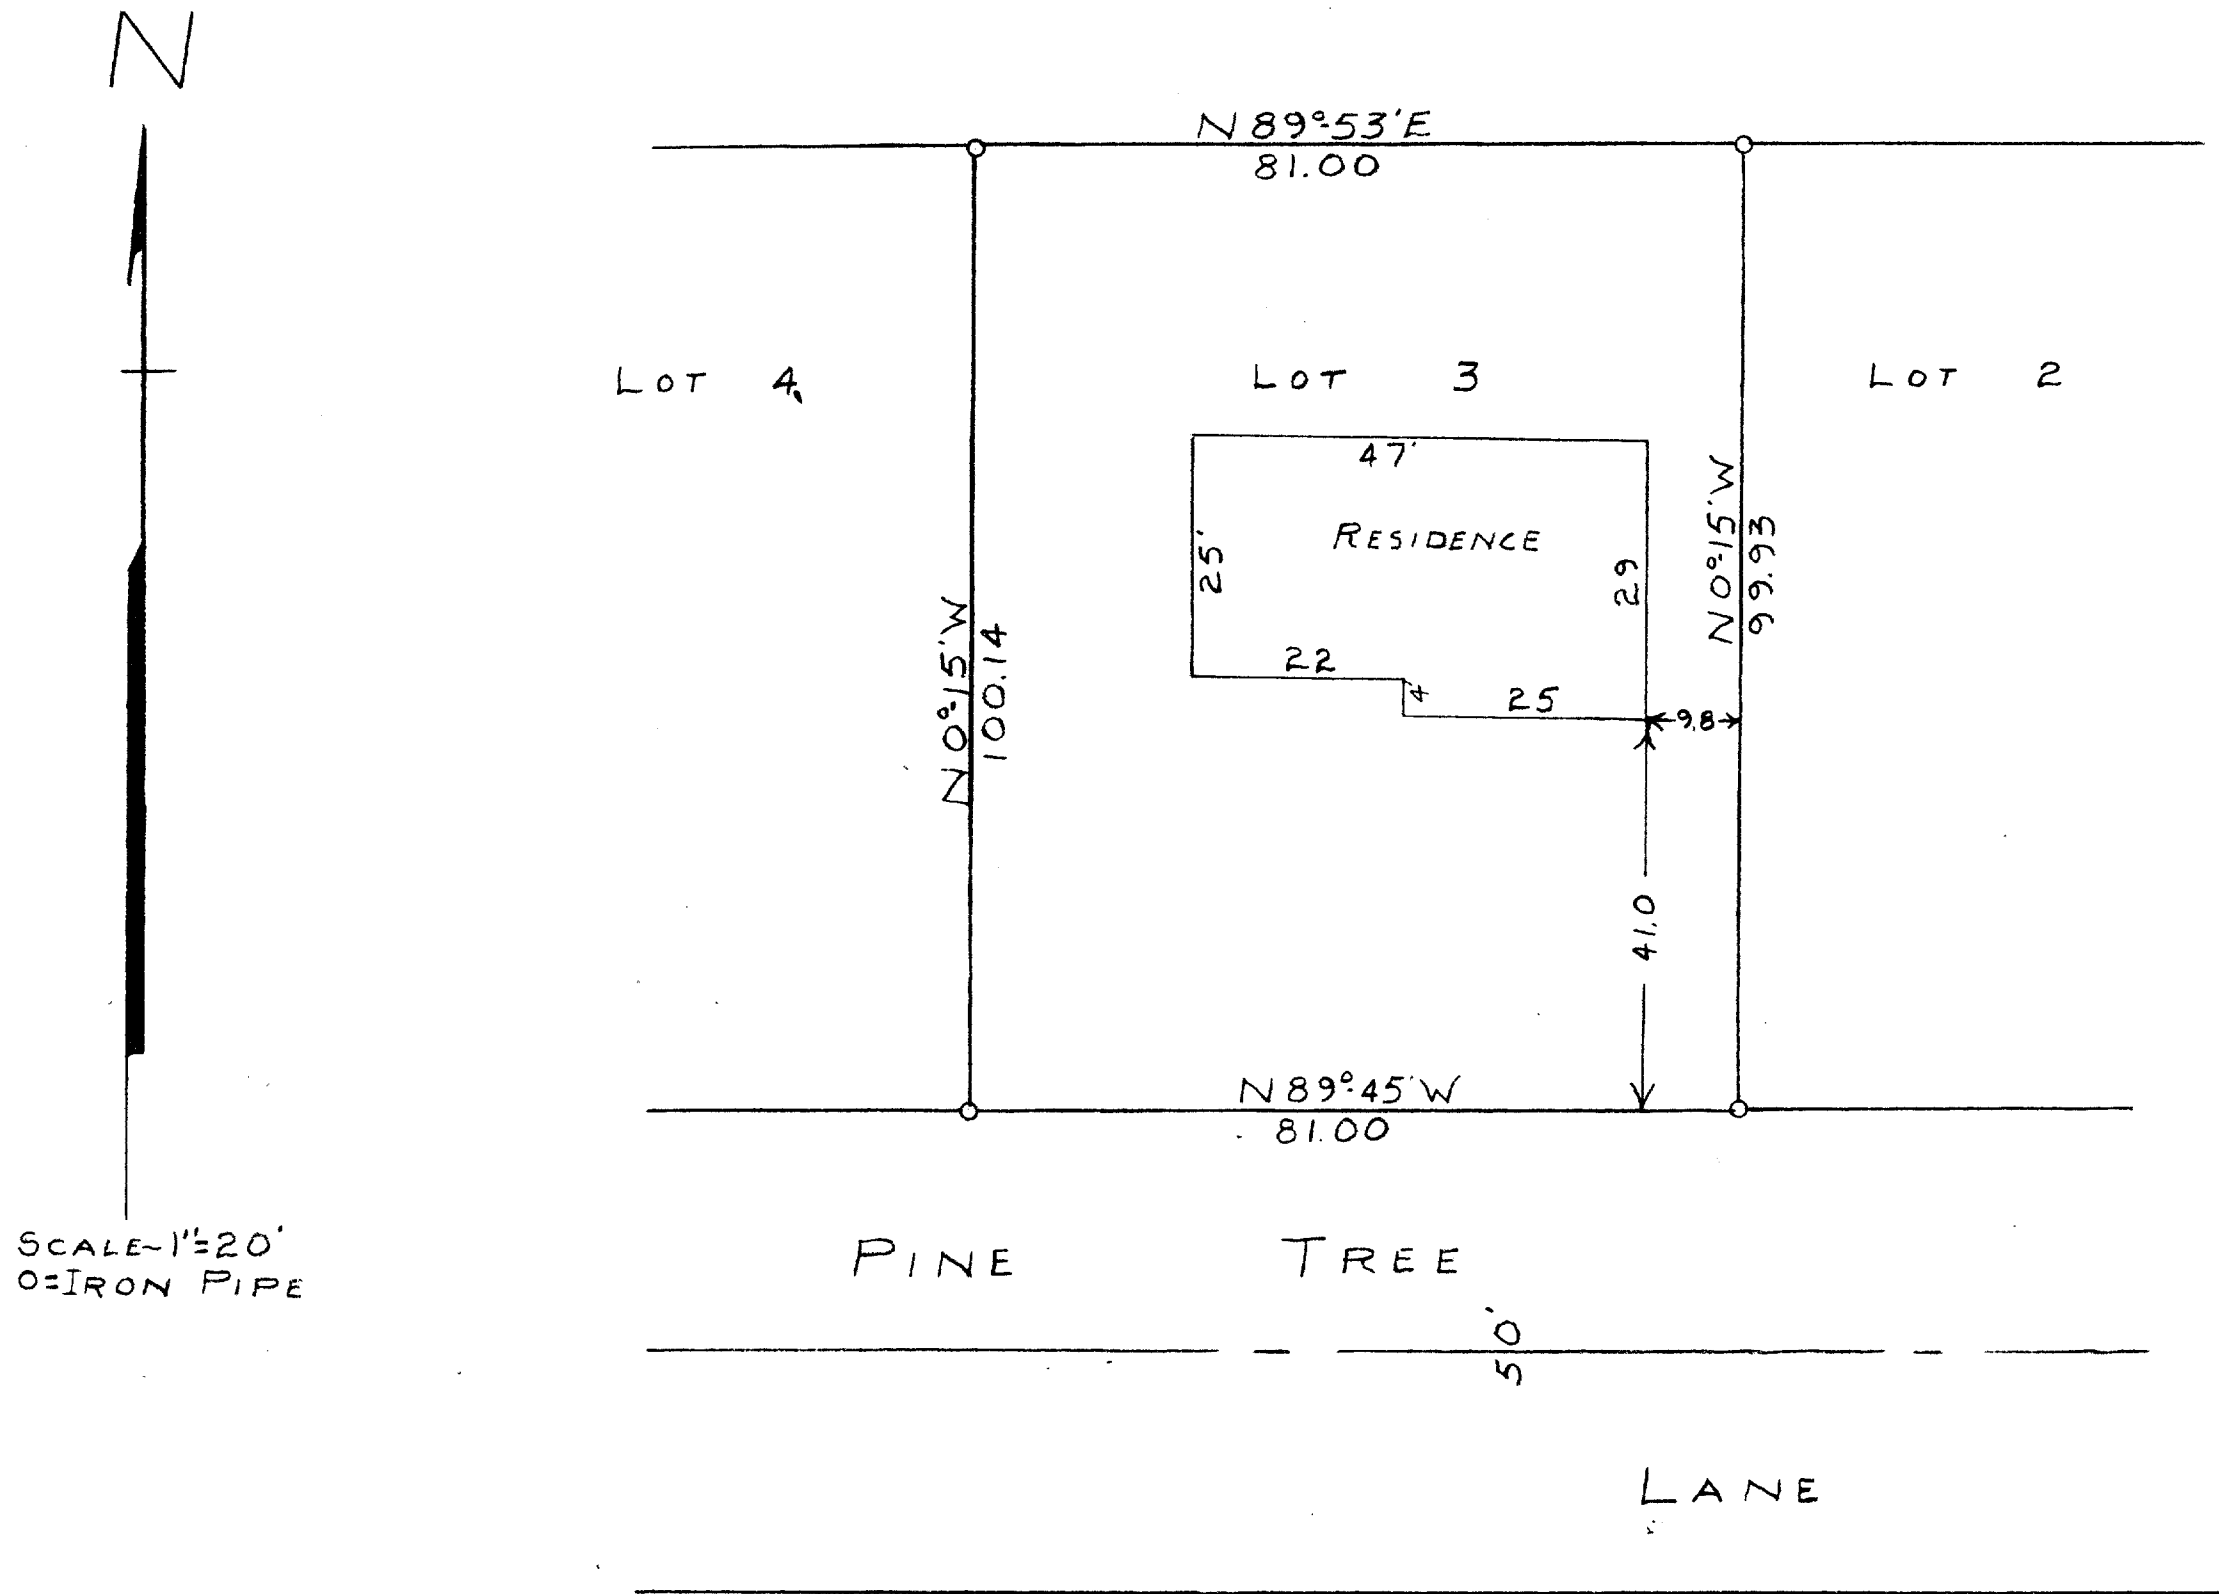 N
N 89°-53'E
81.00
LOT 4
LOT 3
LOT 2
47'
RESIDENCE
25'
29
N 0°-15'W
99.93
22
4'
25
9.8
N 0°-15'W
100.14
41.0
N 89°-45'W
81.00
SCALE~1"=20'
O=IRON PIPE
PINE TREE
50'
LANE